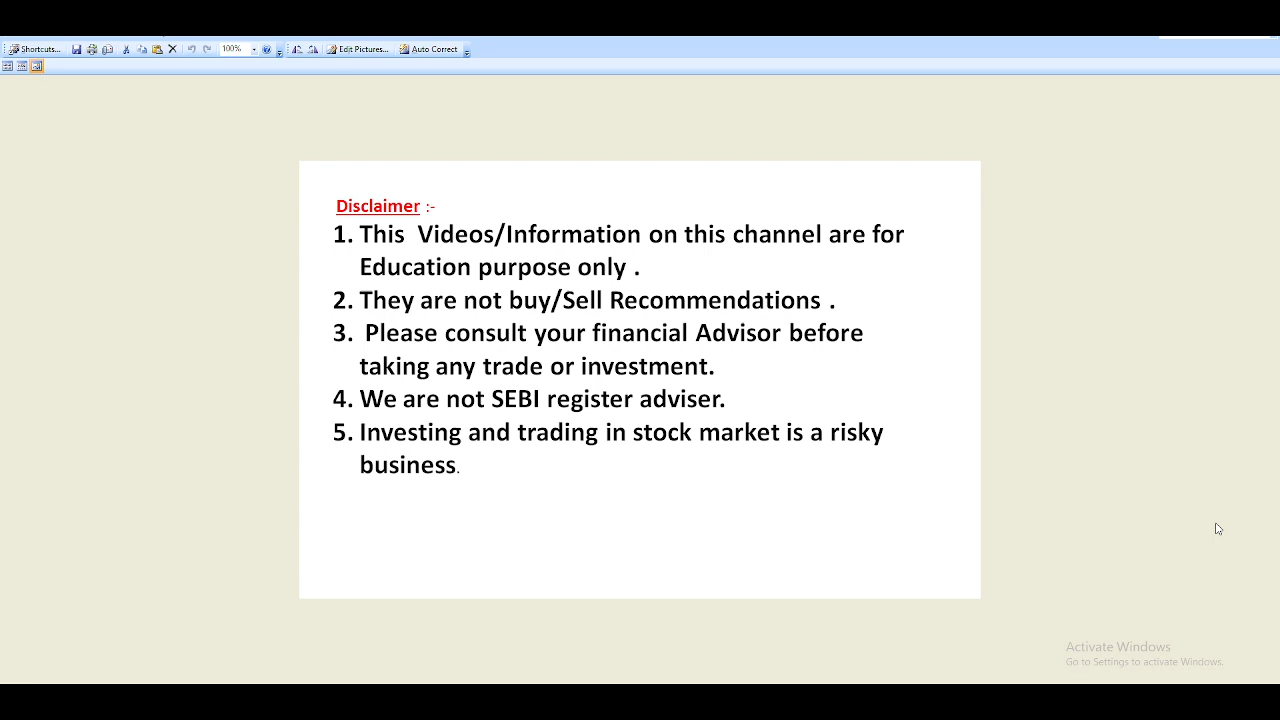 Shortcuts... 100% Edit Pictures... Auto Correct
Disclaimer :-
1. This Videos/Information on this channel are for
Education purpose only .
2. They are not buy/Sell Recommendations .
3. Please consult your financial Advisor before
taking any trade or investment.
4. We are not SEBI register adviser.
5. Investing and trading in stock market is a risky
business.
Activate Windows
Go to Settings to activate Windows.